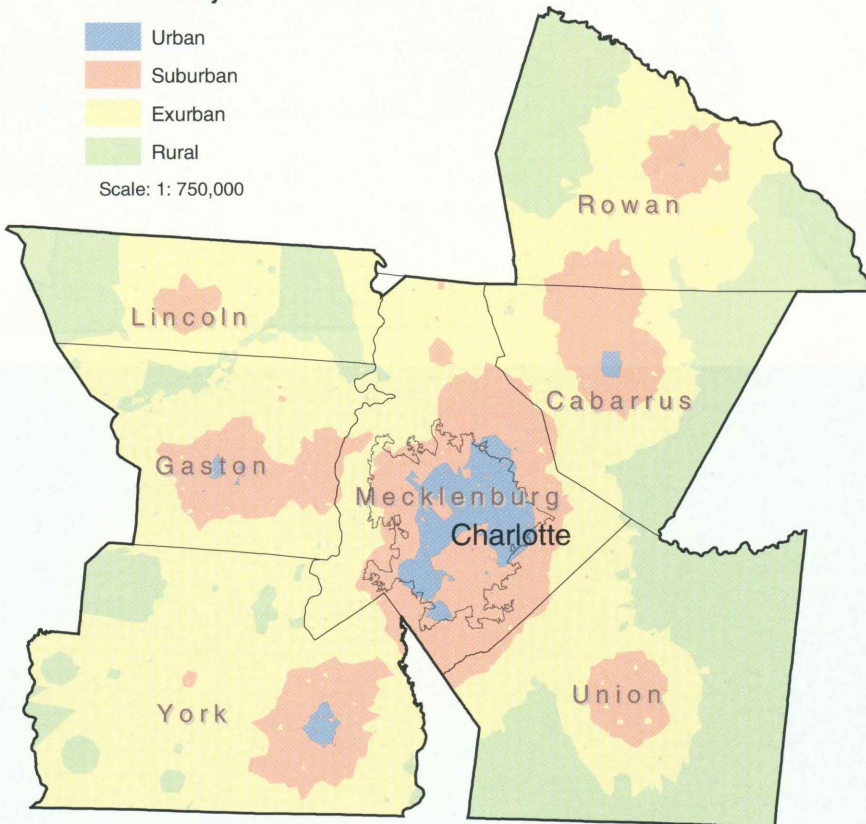 Urban
Suburban
Exurban
Rural
Scale: 1: 750,000
Rowan
Lincoln
Cabarrus
Gaston
Mecklenburg
Charlotte
Union
York